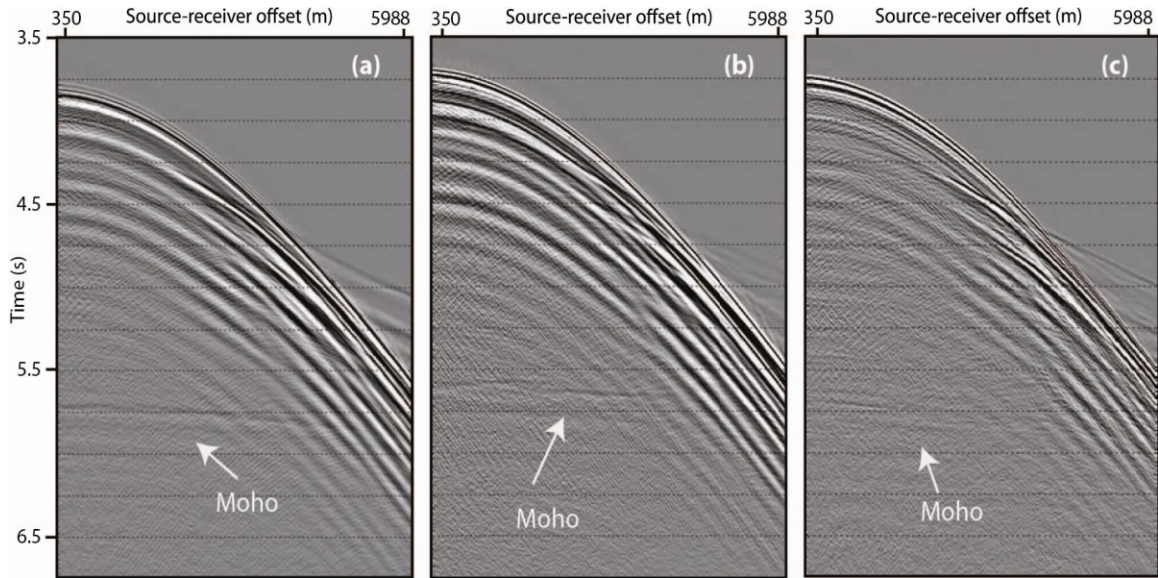 350 Source-receiver offset (m) 5988
350 Source-receiver offset (m) 5988
350 Source-receiver offset (m) 5988
3.5
4.5
5.5
6.5
Time (s)
(a)
Moho
(b)
Moho
(c)
Moho